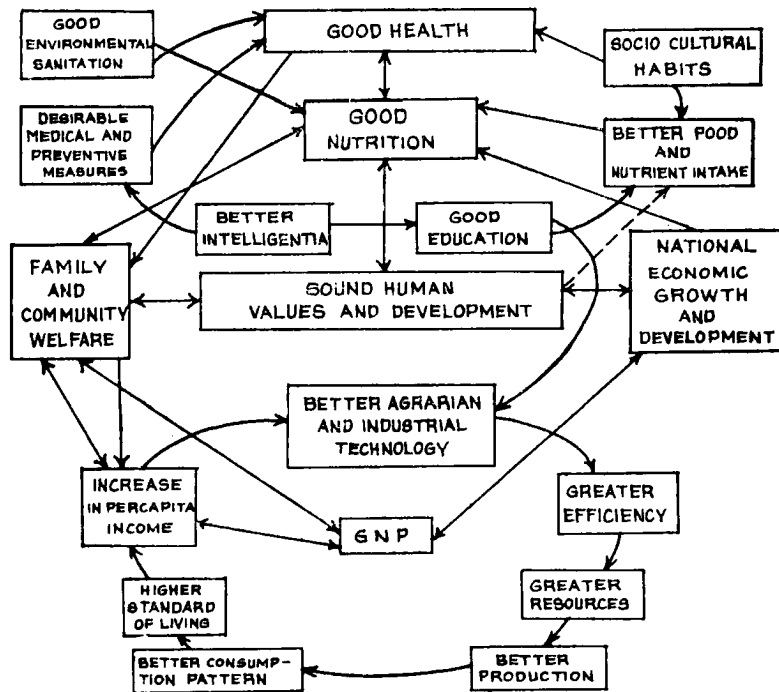 GOOD
ENVIRONMENTAL
SANITATION
GOOD HEALTH
SOCIO CULTURAL
HABITS
DESIRABLE
MEDICAL AND
PREVENTIVE
MEASURES
GOOD
NUTRITION
BETTER FOOD
AND
NUTRIENT INTAKE
BETTER
INTELLIGENTIA
GOOD
EDUCATION
FAMILY
AND
COMMUNITY
WELFARE
SOUND HUMAN
VALUES AND DEVELOPMENT
NATIONAL
ECONOMIC
GROWTH
AND
DEVELOPMENT
BETTER AGRARIAN
AND INDUSTRIAL
TECHNOLOGY
INCREASE
IN PERCAPITA
INCOME
GNP
GREATER
EFFICIENCY
HIGHER
STANDARD
OF LIVING
GREATER
RESOURCES
BETTER CONSUMP-
TION PATTERN
BETTER
PRODUCTION